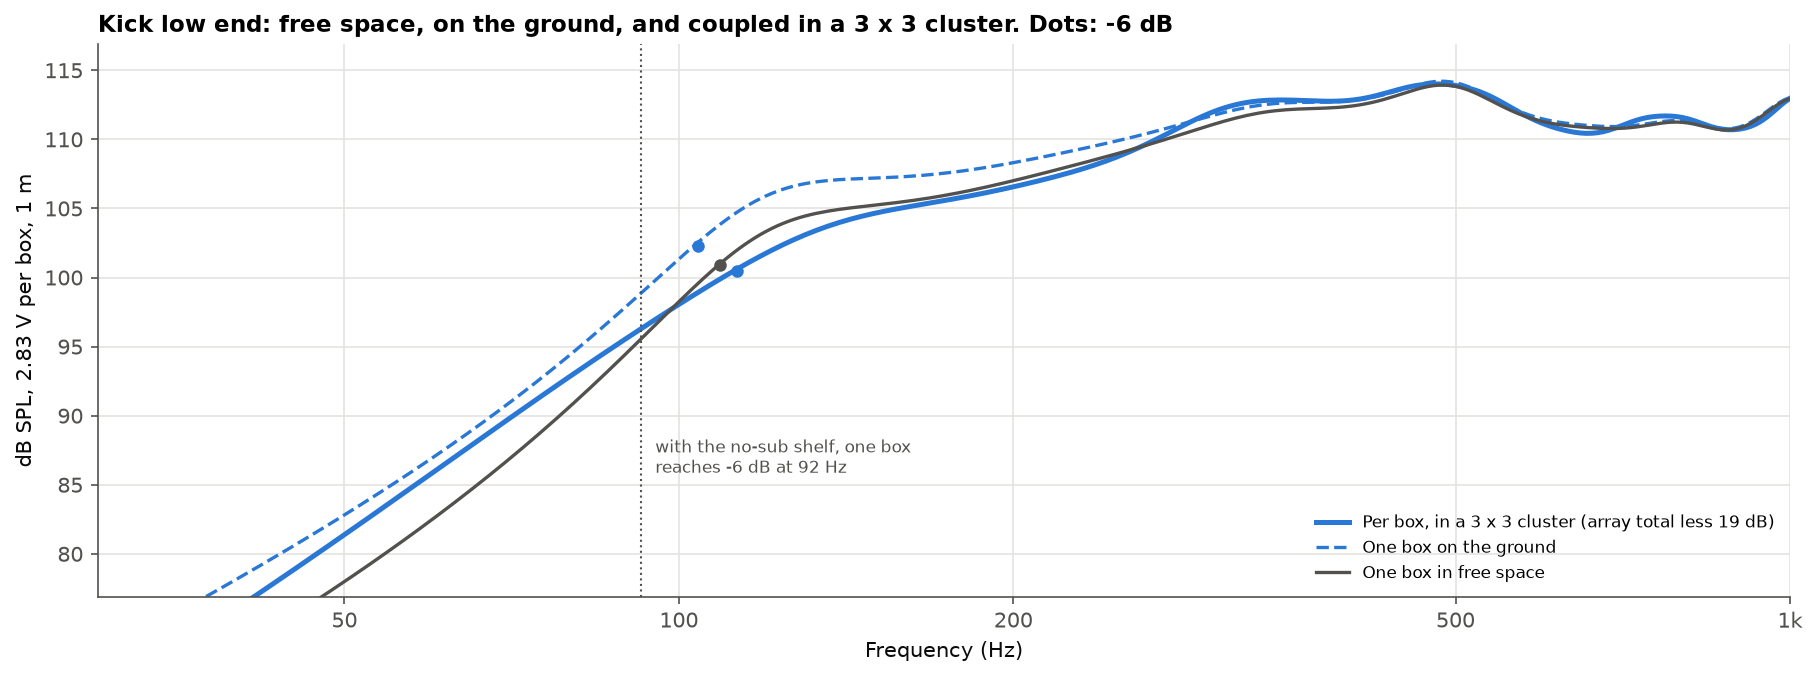 Kick low end: free space, on the ground, and coupled in a 3 x 3 cluster. Dots: -6 dB
dB SPL, 2.83 V per box, 1 m
115
110
105
100
95
90
85
80
with the no-sub shelf, one box
reaches -6 dB at 92 Hz
Per box, in a 3 x 3 cluster (array total less 19 dB)
One box on the ground
One box in free space
50
100
200
500
1k
Frequency (Hz)